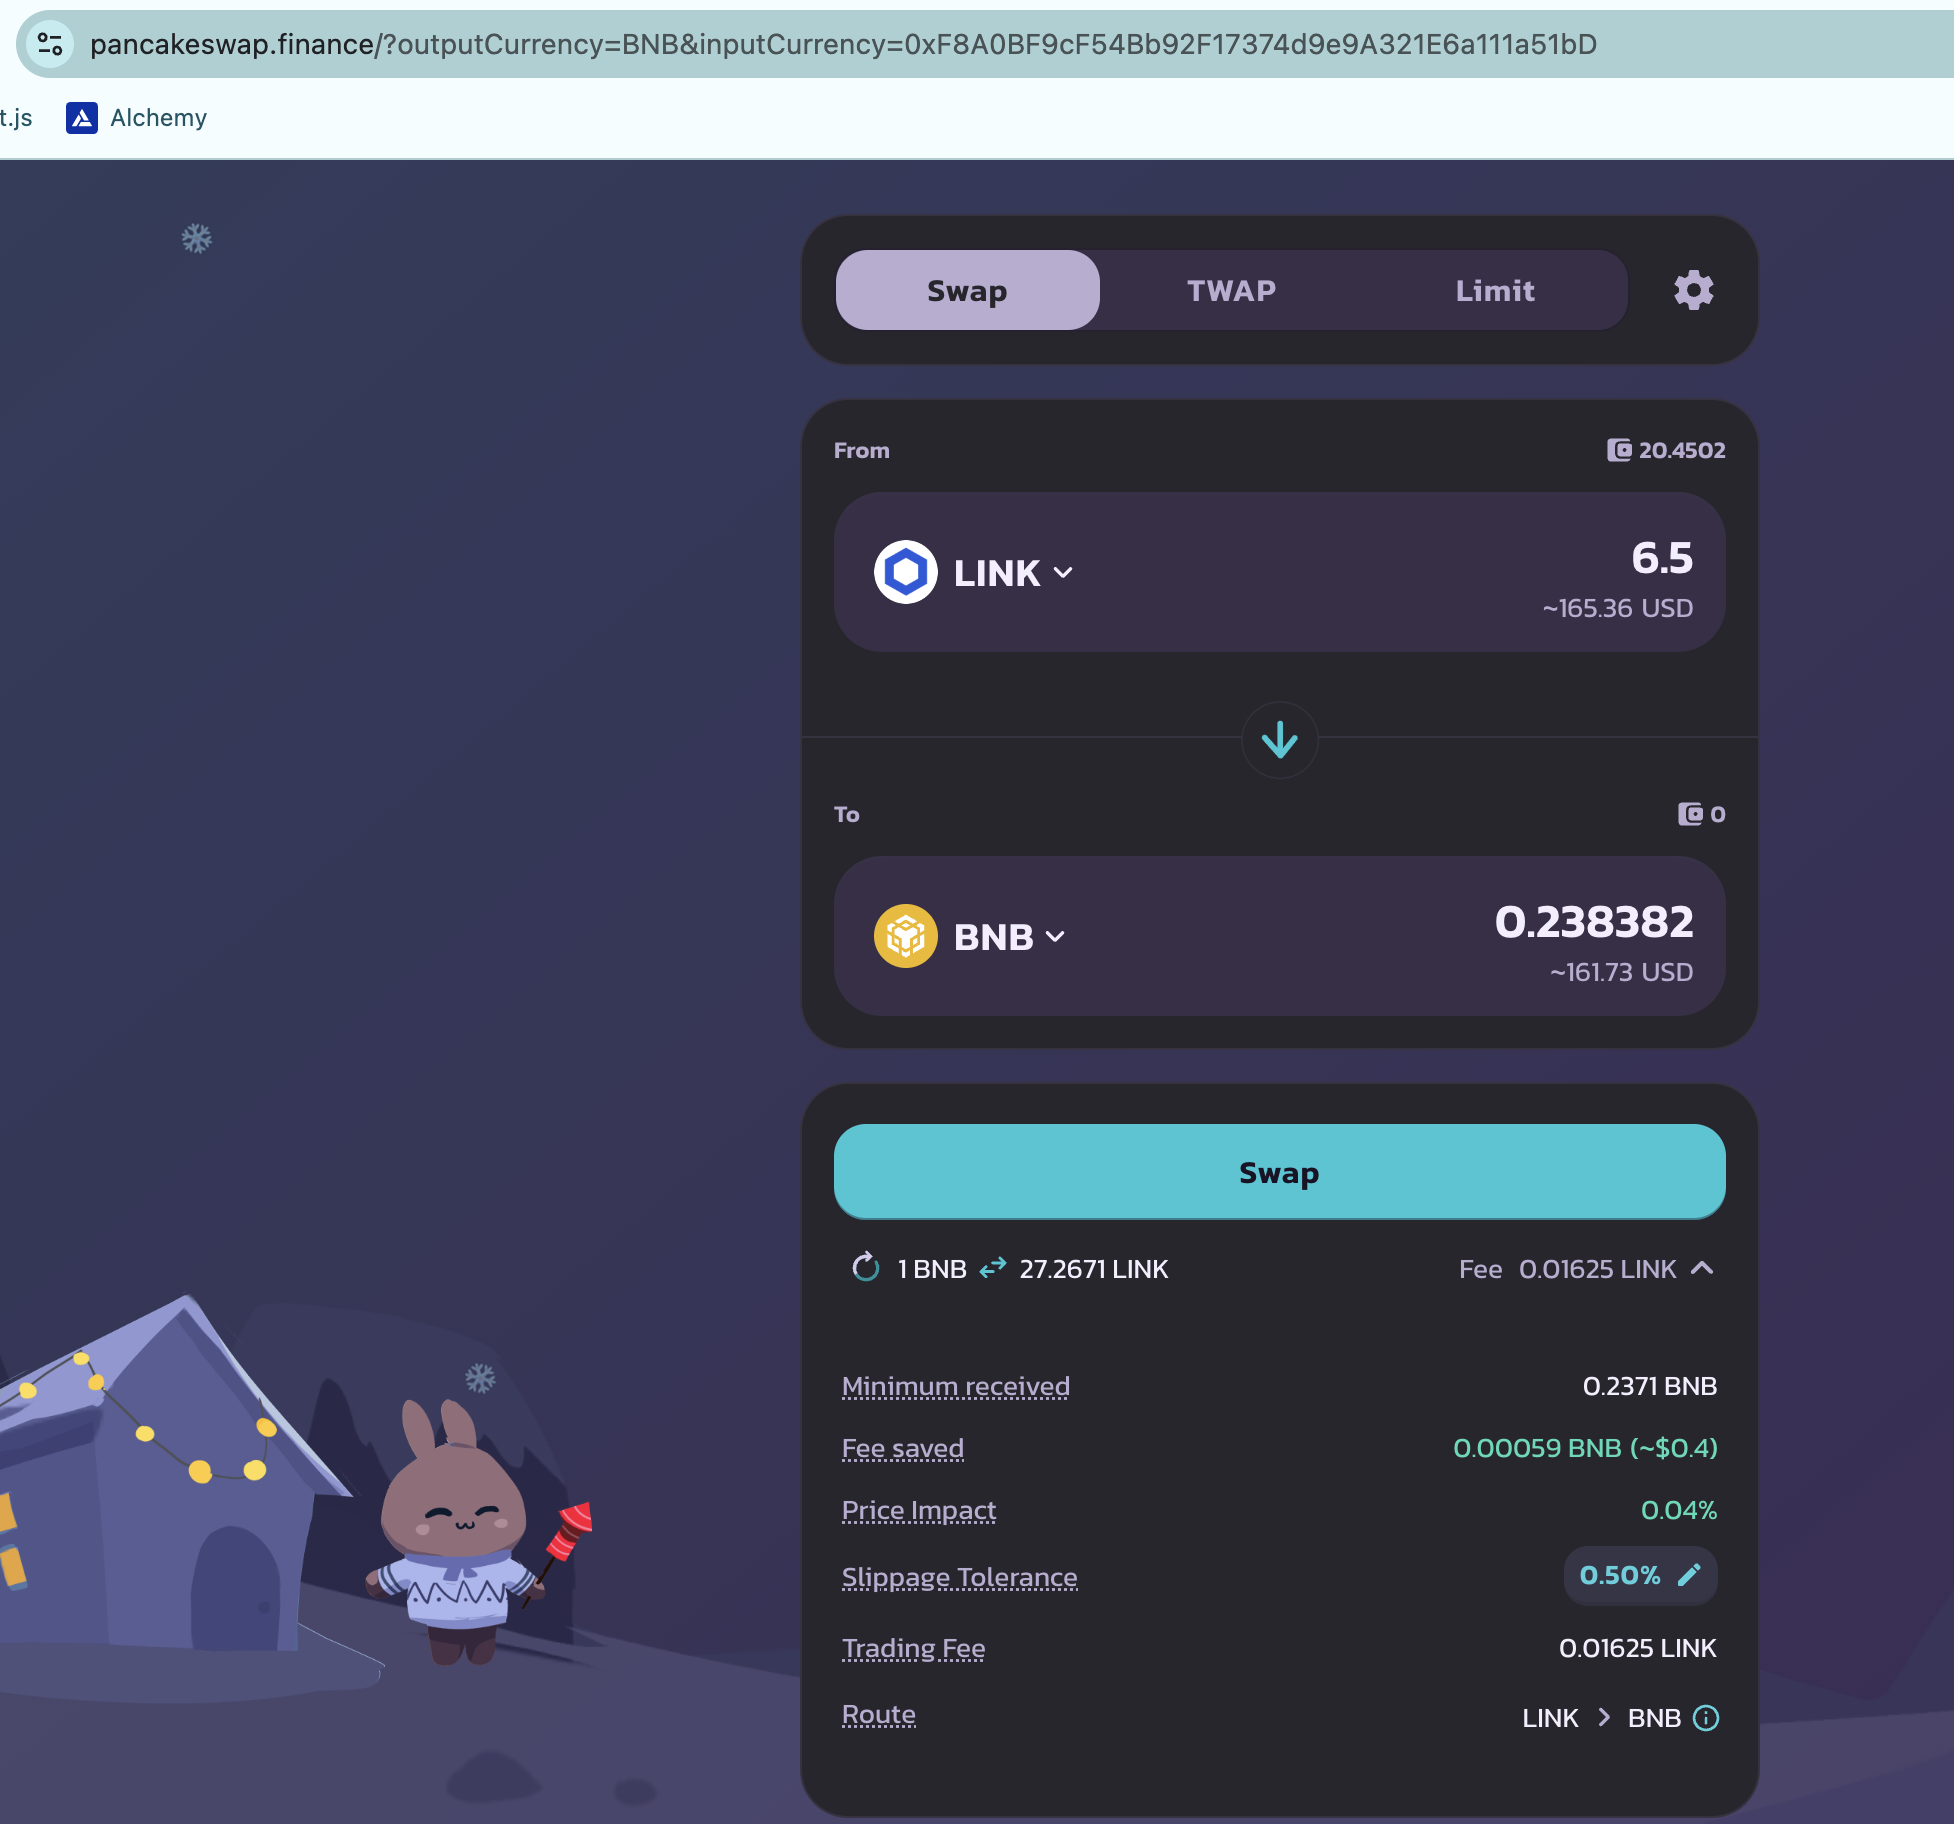 pancakeswap.finance/?outputCurrency=BNB&inputCurrency=0xF8A0BF9cF54Bb92F17374d9e9A321E6a111a51bD
t.js Alchemy
Swap TWAP Limit
From 20.4502
LINK 6.5
~165.36 USD
To 0
BNB 0.238382
~161.73 USD
Swap
1 BNB 27.2671 LINK Fee 0.01625 LINK
Minimum received 0.2371 BNB
Fee saved 0.00059 BNB (~$0.4)
Price Impact 0.04%
Slippage Tolerance 0.50%
Trading Fee 0.01625 LINK
Route LINK > BNB